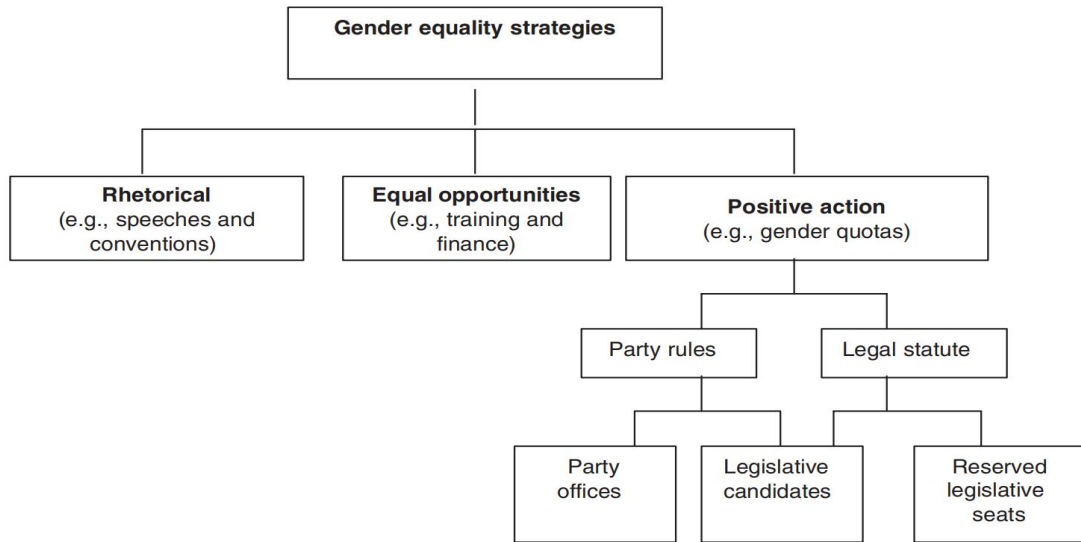 Gender equality strategies
Rhetorical
(e.g., speeches and
conventions)
Equal opportunities
(e.g., training and
finance)
Positive action
(e.g., gender quotas)
Party rules
Legal statute
Party
offices
Legislative
candidates
Reserved
legislative
seats